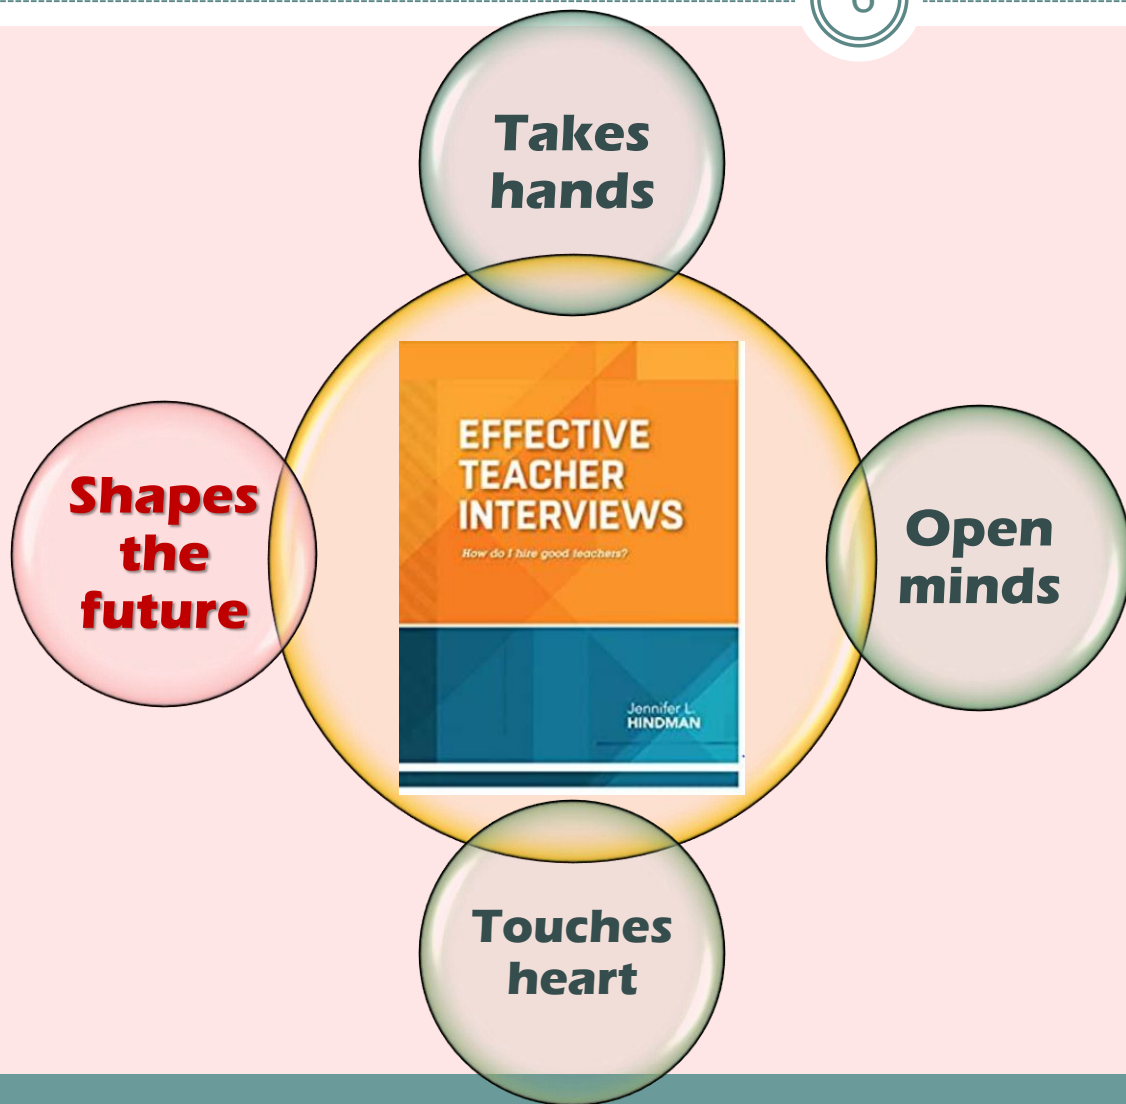 Takes
hands
EFFECTIVE
TEACHER
INTERVIEWS
How do I hire good teachers?
Jennifer L.
HINDMAN
Shapes
the
future
Open
minds
Touches
heart